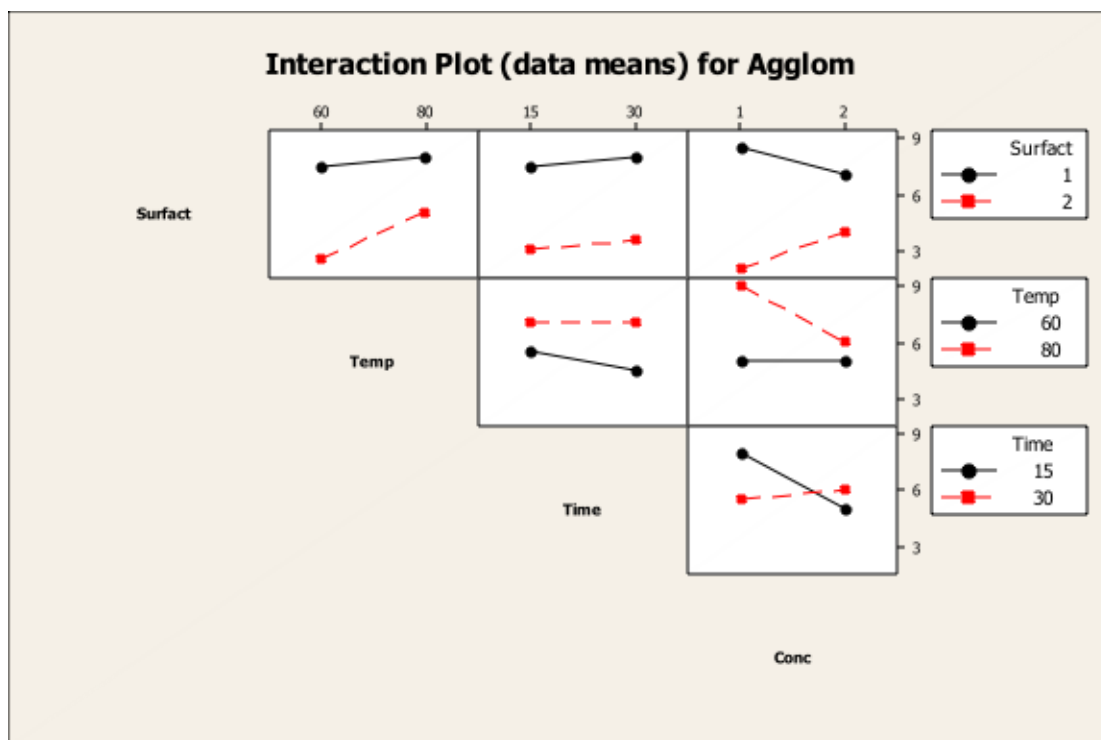 Interaction Plot (data means) for Agglom
60 80 15 30 1 2
Surfact
9
6
3
Surfact
1
2
Temp
9
6
3
Temp
60
80
Time
9
6
3
Time
15
30
Conc